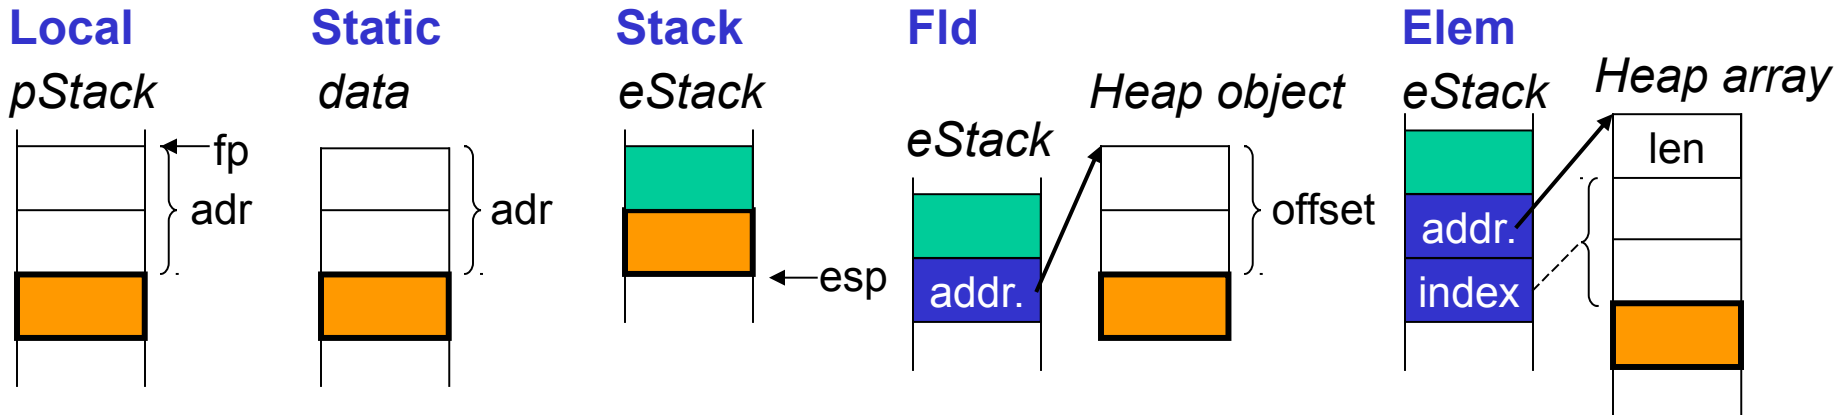 Local
pStack
fp
adr
Static
data
adr
Stack
eStack
esp
Fld
eStack
addr.
Heap object
offset
Elem
eStack
addr.
index
Heap array
len